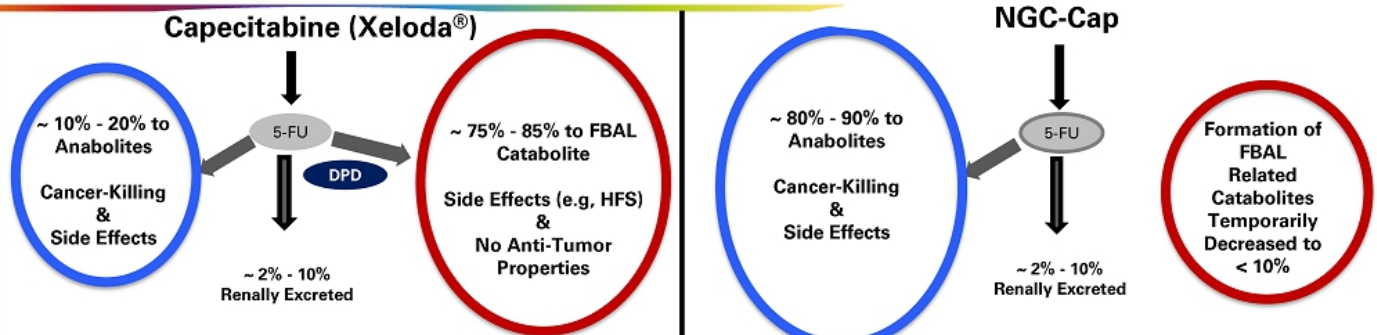 Capecitabine (Xeloda®)
~ 10% - 20% to
Anabolites
Cancer-Killing
&
Side Effects
5-FU
DPD
~ 2% - 10%
Renally Excreted
~ 75% - 85% to FBAL
Catabolite
Side Effects (e.g, HFS)
&
No Anti-Tumor
Properties
NGC-Cap
~ 80% - 90% to
Anabolites
Cancer-Killing
&
Side Effects
5-FU
~ 2% - 10%
Renally Excreted
Formation of
FBAL
Related
Catabolites
Temporarily
Decreased to
< 10%